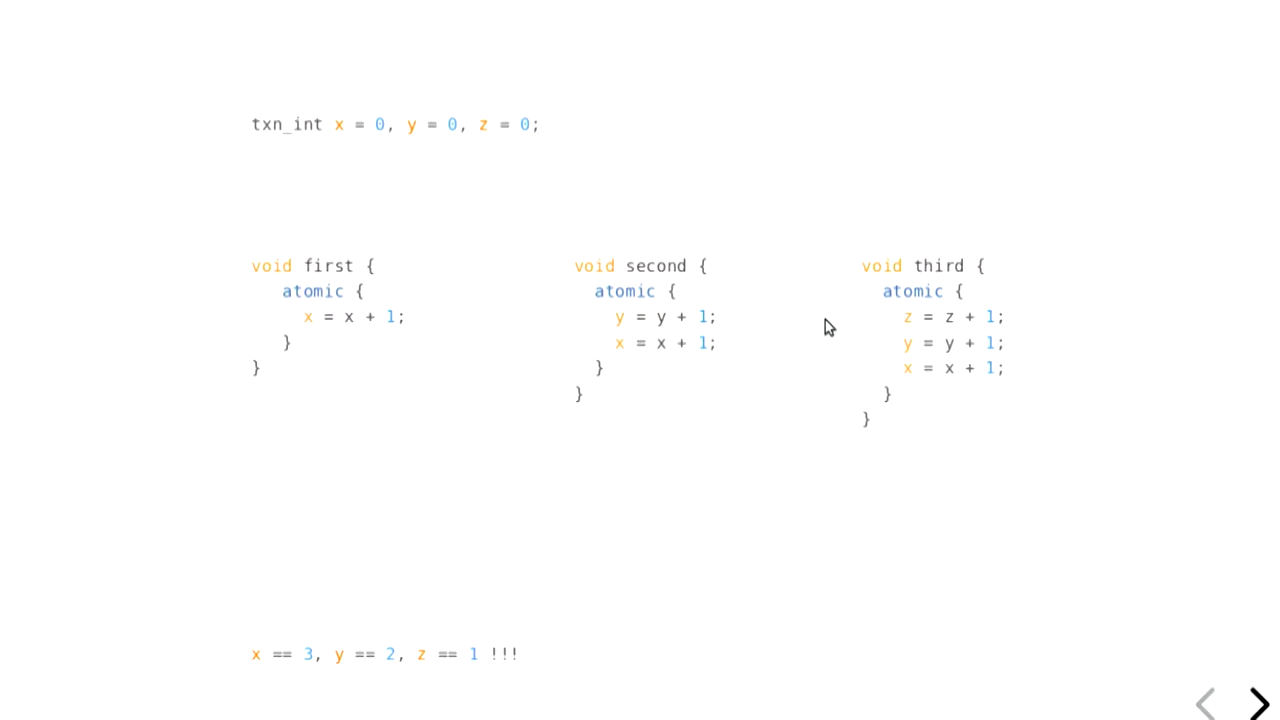 txn_int x = 0, y = 0, z = 0;
void first {
atomic {
x = x + 1;
}
}
void second {
atomic {
y = y + 1;
x = x + 1;
}
}
void third {
atomic {
z = z + 1;
y = y + 1;
x = x + 1;
}
}
x == 3, y == 2, z == 1 !!!